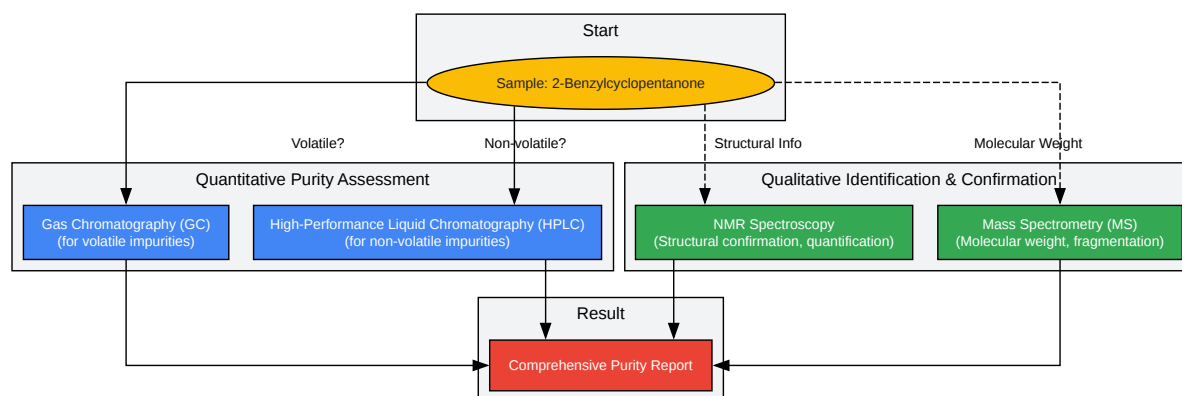 Start
Sample: 2-Benzylcyclopentanone
Volatile?
Non-volatile?
Structural Info
Molecular Weight
Quantitative Purity Assessment
Qualitative Identification & Confirmation
Gas Chromatography (GC)
(for volatile impurities)
High-Performance Liquid Chromatography (HPLC)
(for non-volatile impurities)
NMR Spectroscopy
(Structural confirmation, quantification)
Mass Spectrometry (MS)
(Molecular weight, fragmentation)
Result
Comprehensive Purity Report